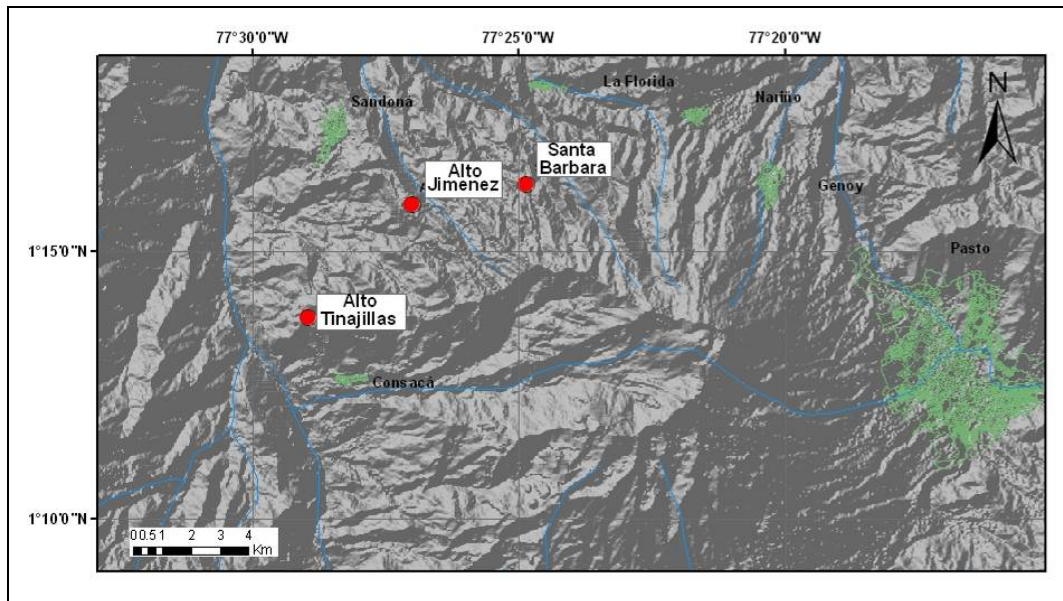 77°30'0"W 77°25'0"W 77°20'0"W
La Florida
N
Nariño
Sandoná
Santa
Barbara
Alto
Jimenez
Genoy
1°15'0"N
Pasto
Alto
Tinajillas
Consacá
1°10'0"N
0 0.5 1 2 3 4
Km